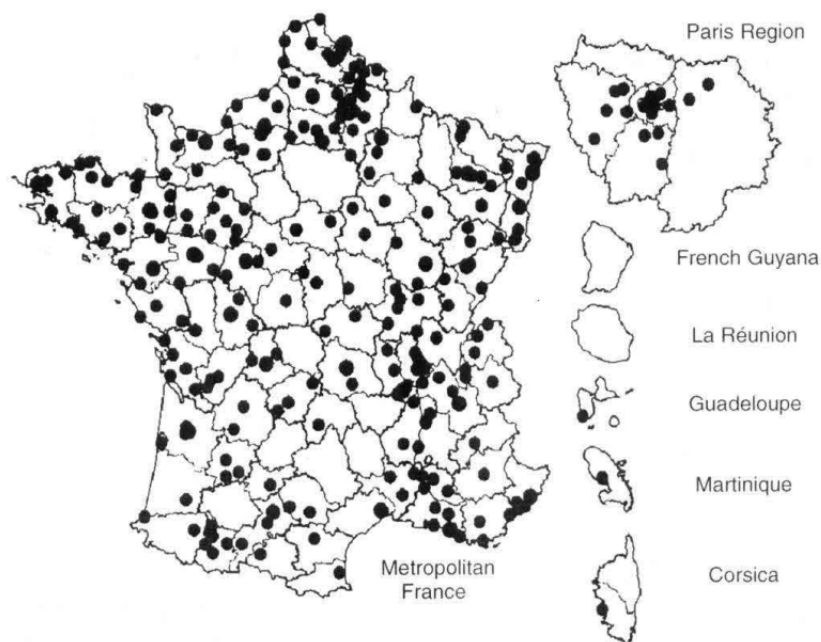 Paris Region
French Guyana
La Réunion
Guadeloupe
Martinique
Corsica
Metropolitan
France